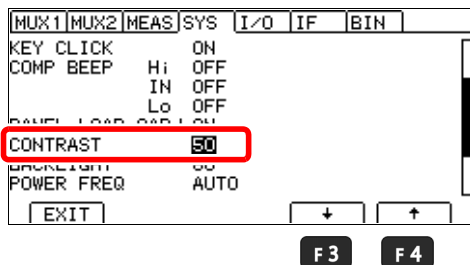 MUX1 MUX2 MEAS SYS I/O IF BIN
KEY CLICK ON
COMP BEEP Hi OFF
IN OFF
Lo OFF
CONTRAST 50
POWER FREQ AUTO
EXIT ↓ ↑
F3 F4